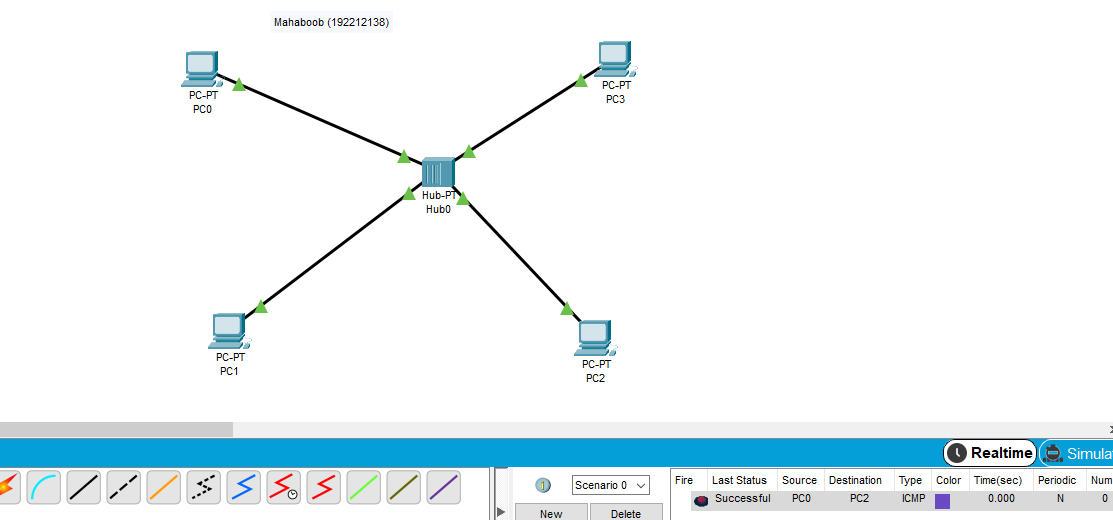 Mahaboob (192212138)
PC-PT
PC0
PC-PT
PC3
Hub-PT
Hub0
PC-PT
PC1
PC-PT
PC2
Realtime
Simula
Scenario 0
New
Delete
Fire Last Status Source Destination Type Color Time(sec) Periodic Num
Successful PC0 PC2 ICMP 0.000 N 0